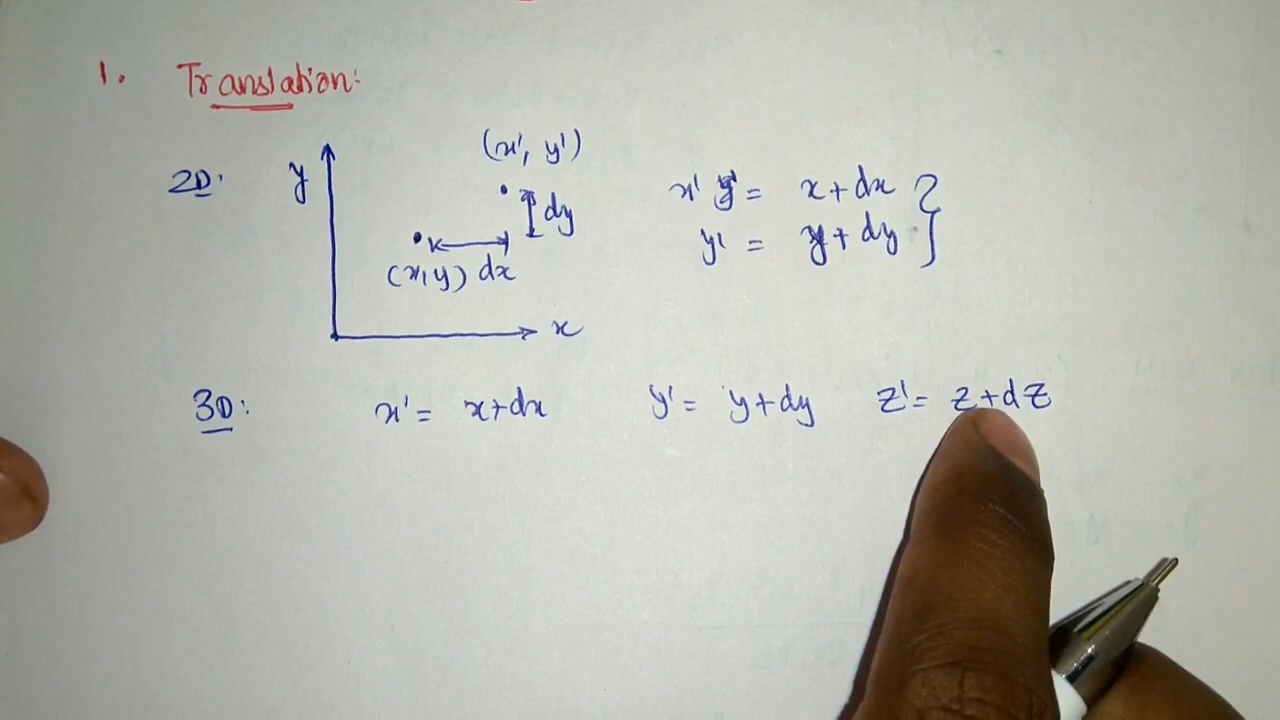 1. Translation:
2D: y (x', y')
dy
(x,y) dx
x
x' = x+dx
y' = y+dy
3D: x' = x+dx y' = y+dy z' = z+dz